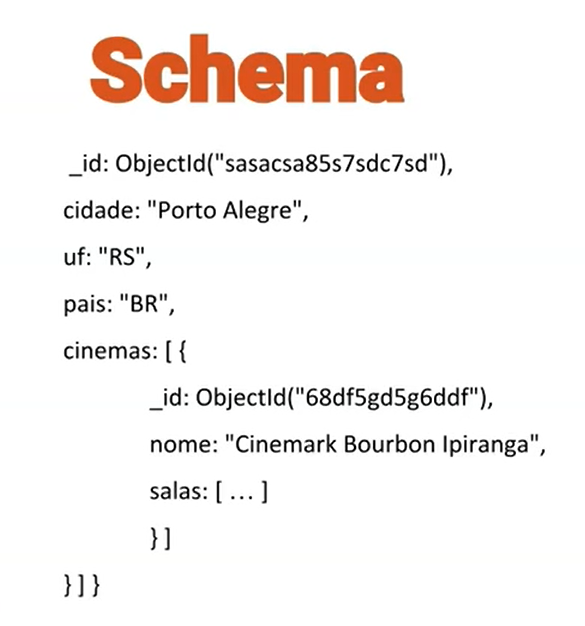 Schema
_id: ObjectId("sasacsa85s7sdc7sd"),
cidade: "Porto Alegre",
uf: "RS",
pais: "BR",
cinemas: [ {
_id: ObjectId("68df5gd5g6ddf"),
nome: "Cinemark Bourbon Ipiranga",
salas: [ ... ]
} ]
} ] }